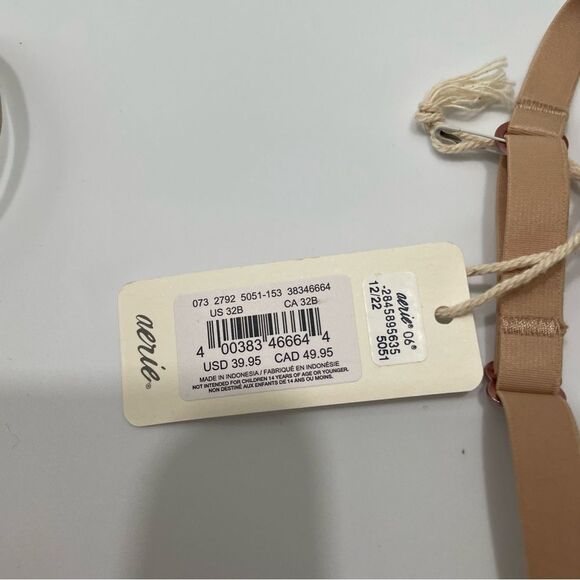 aerie®
073 2792 5051-153 38346664
US 32B CA 32B
4 00383 46664 4
USD 39.95 CAD 49.95
MADE IN INDONESIA / FABRIQUÉ EN INDONÉSIE
NOT INTENDED FOR CHILDREN 14 YEARS OF AGE OR YOUNGER.
NON DESTINÉ AUX ENFANTS DE 14 ANS OU MOINS.
aerie® 06®
-2845895635
12/22 5051